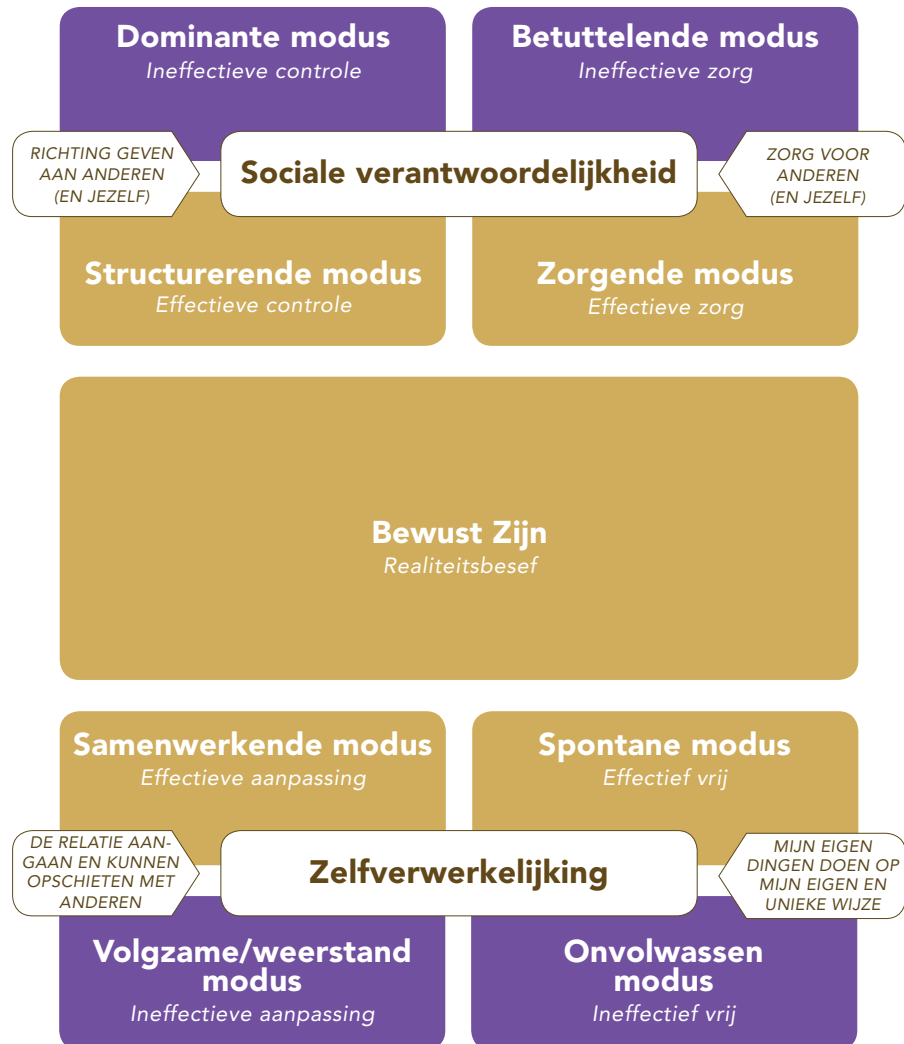 Dominante modus
Ineffectieve controle
Betuttelende modus
Ineffectieve zorg
RICHTING GEVEN
AAN ANDEREN
(EN JEZELF)
Sociale verantwoordelijkheid
ZORG VOOR
ANDEREN
(EN JEZELF)
Structurerende modus
Effectieve controle
Zorgende modus
Effectieve zorg
Bewust Zijn
Realiteitsbesef
Samenwerkende modus
Effectieve aanpassing
Spontane modus
Effectief vrij
DE RELATIE AAN-
GAAN EN KUNNEN
OPSCHIETEN MET
ANDEREN
Zelfverwerkelijking
MIJN EIGEN
DINGEN DOEN OP
MIJN EIGEN EN
UNIEKE WIJZE
Volgzame/weerstand
modus
Ineffectieve aanpassing
Onvolwassen
modus
Ineffectief vrij